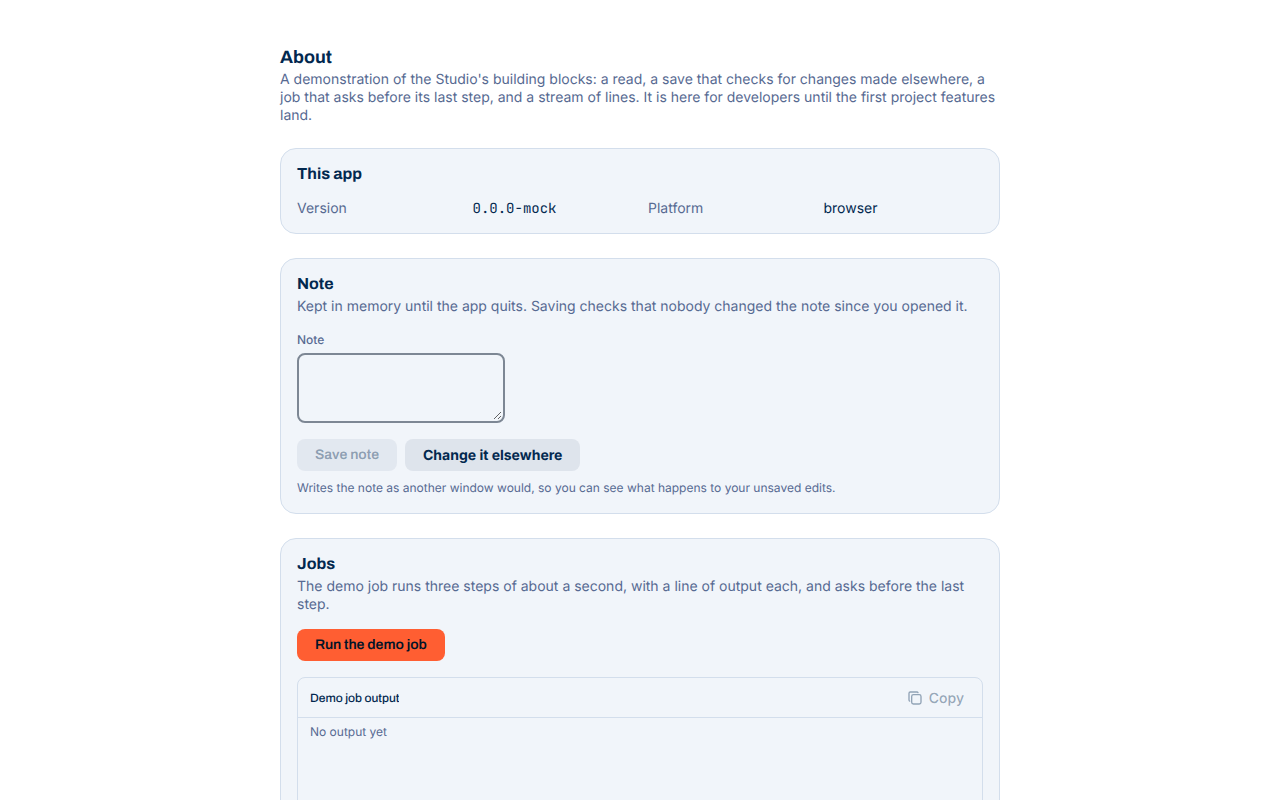 About
A demonstration of the Studio's building blocks: a read, a save that checks for changes made elsewhere, a
job that asks before its last step, and a stream of lines. It is here for developers until the first project features
land.
This app
Version 0.0.0-mock Platform browser
Note
Kept in memory until the app quits. Saving checks that nobody changed the note since you opened it.
Note
Save note Change it elsewhere
Writes the note as another window would, so you can see what happens to your unsaved edits.
Jobs
The demo job runs three steps of about a second, with a line of output each, and asks before the last
step.
Run the demo job
Demo job output Copy
No output yet